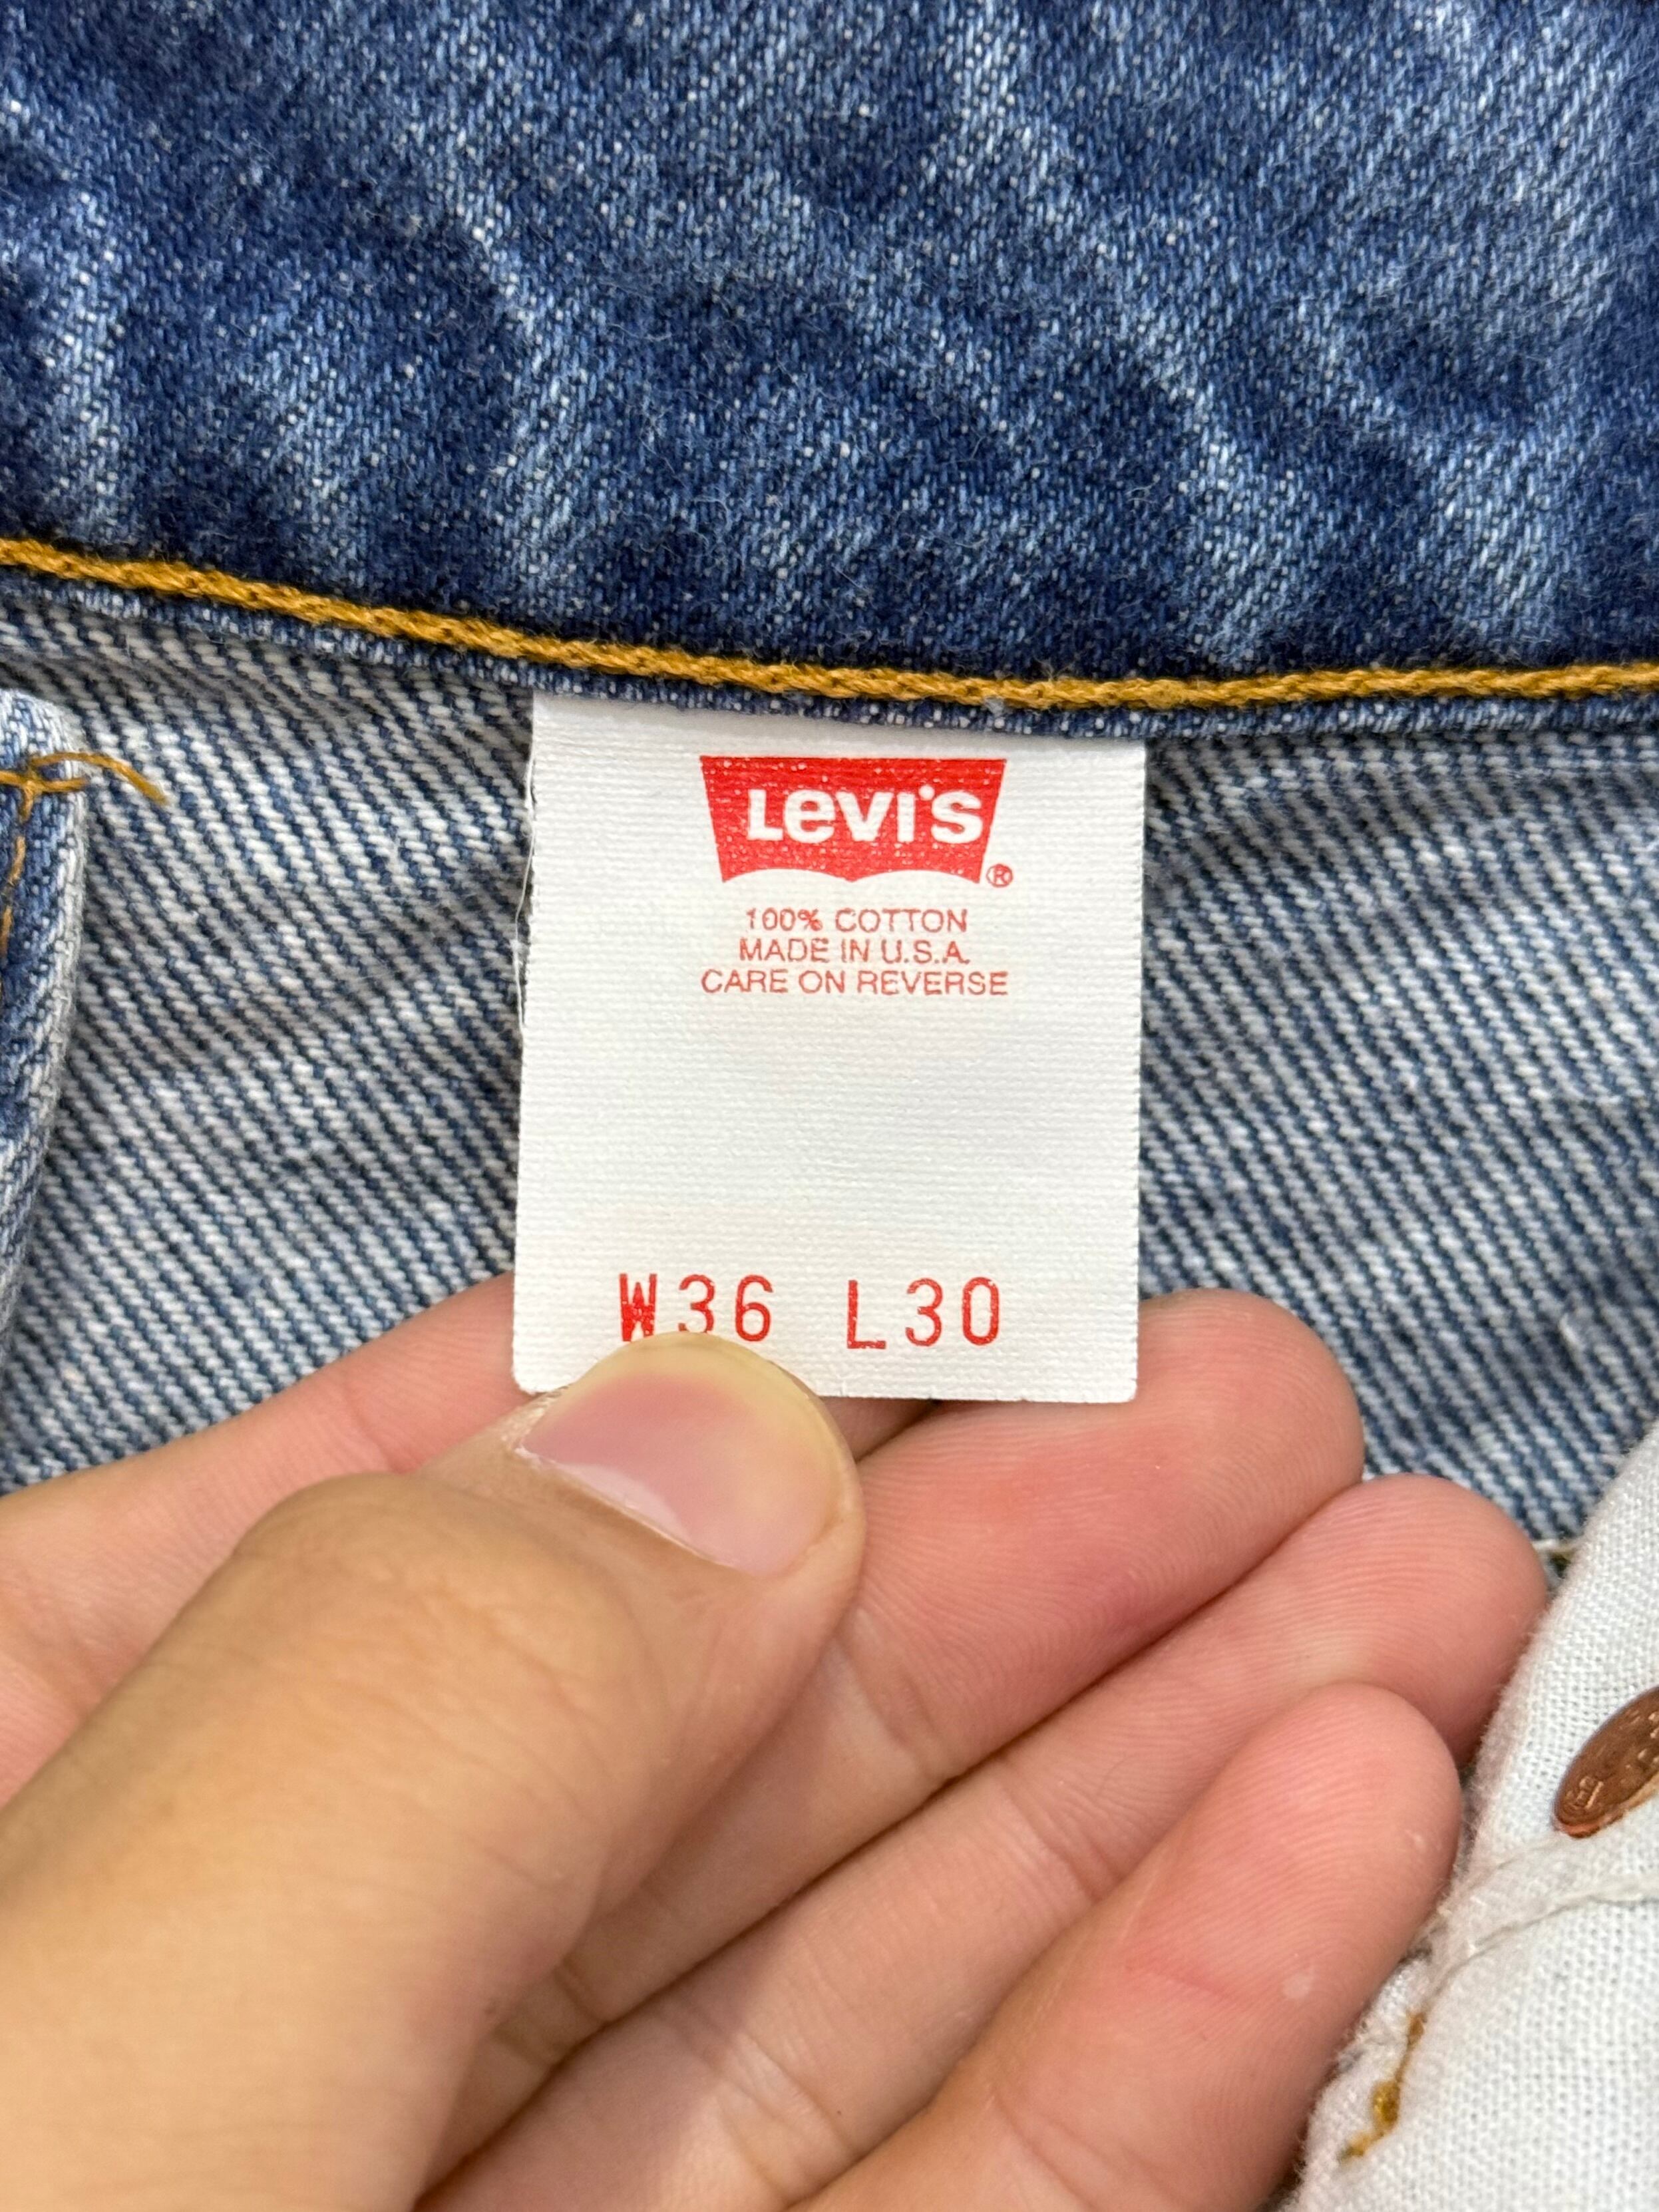 Levi's ®
100% COTTON
MADE IN U.S.A.
CARE ON REVERSE
W36 L30